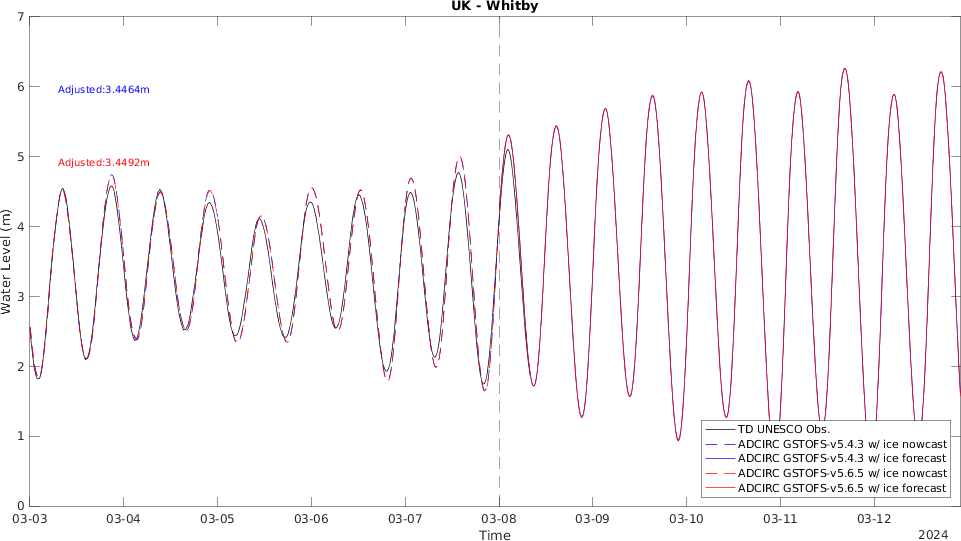 UK - Whitby
7
6
5
4
3
2
1
0
Water Level (m)
Adjusted:3.4464m
Adjusted:3.4492m
TD UNESCO Obs.
ADCIRC GSTOFS-v5.4.3 w/ ice nowcast
ADCIRC GSTOFS-v5.4.3 w/ ice forecast
ADCIRC GSTOFS-v5.6.5 w/ ice nowcast
ADCIRC GSTOFS-v5.6.5 w/ ice forecast
03-03 03-04 03-05 03-06 03-07 03-08 03-09 03-10 03-11 03-12
Time
2024